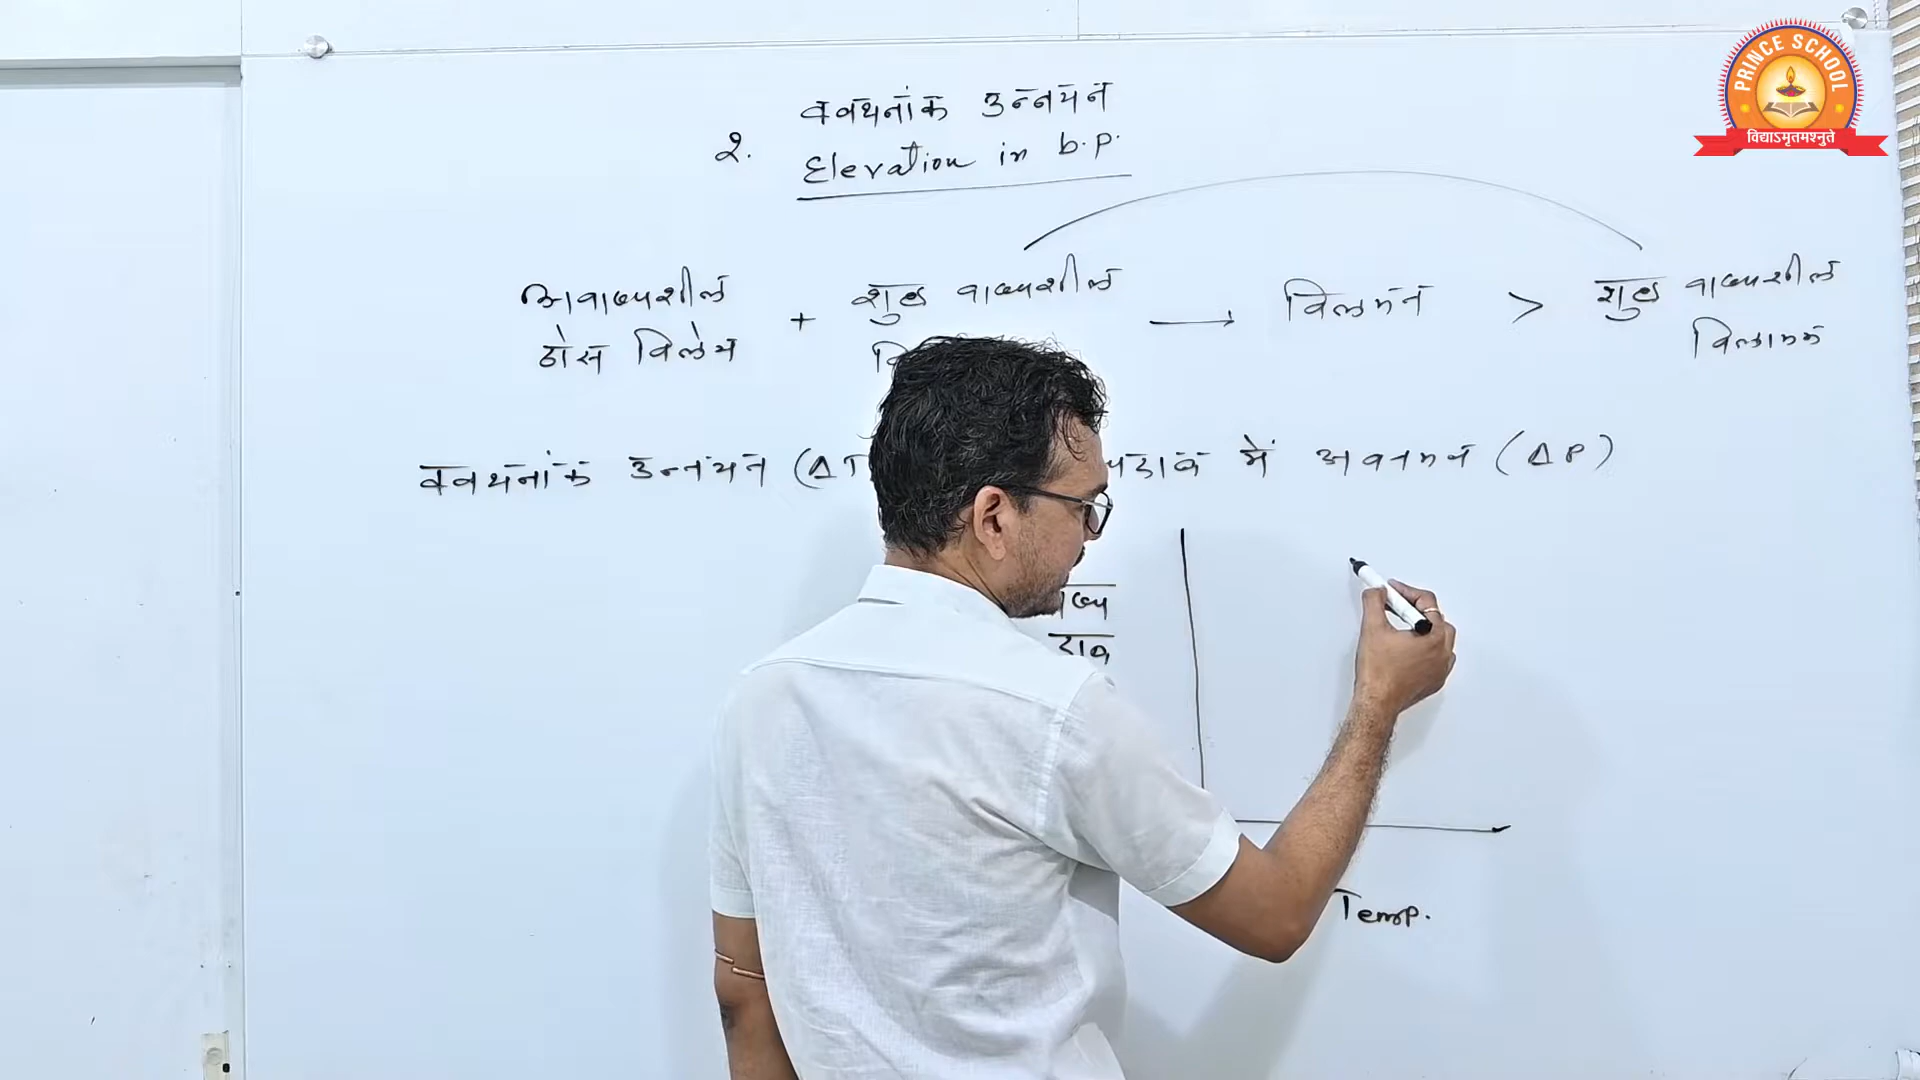 क्वथनांक उन्नयन
2. Elevation in b.p.
अवाष्पशील + शुद्ध वाष्पशील → विलयन > शुद्ध वाष्पशील
ठोस विलेय
विलायक
क्वथनांक उन्नयन (ΔT
में अवनमन (ΔP)
ाष्प
दाब
Temp.
PRINCE SCHOOL
विद्याऽमृतमश्नुते